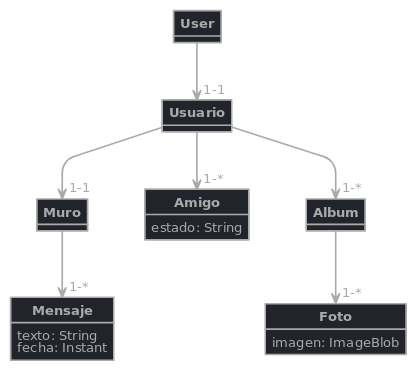 User
1-1
Usuario
1-1
1-*
1-*
Muro
Amigo
estado: String
Album
1-*
1-*
Mensaje
texto: String
fecha: Instant
Foto
imagen: ImageBlob